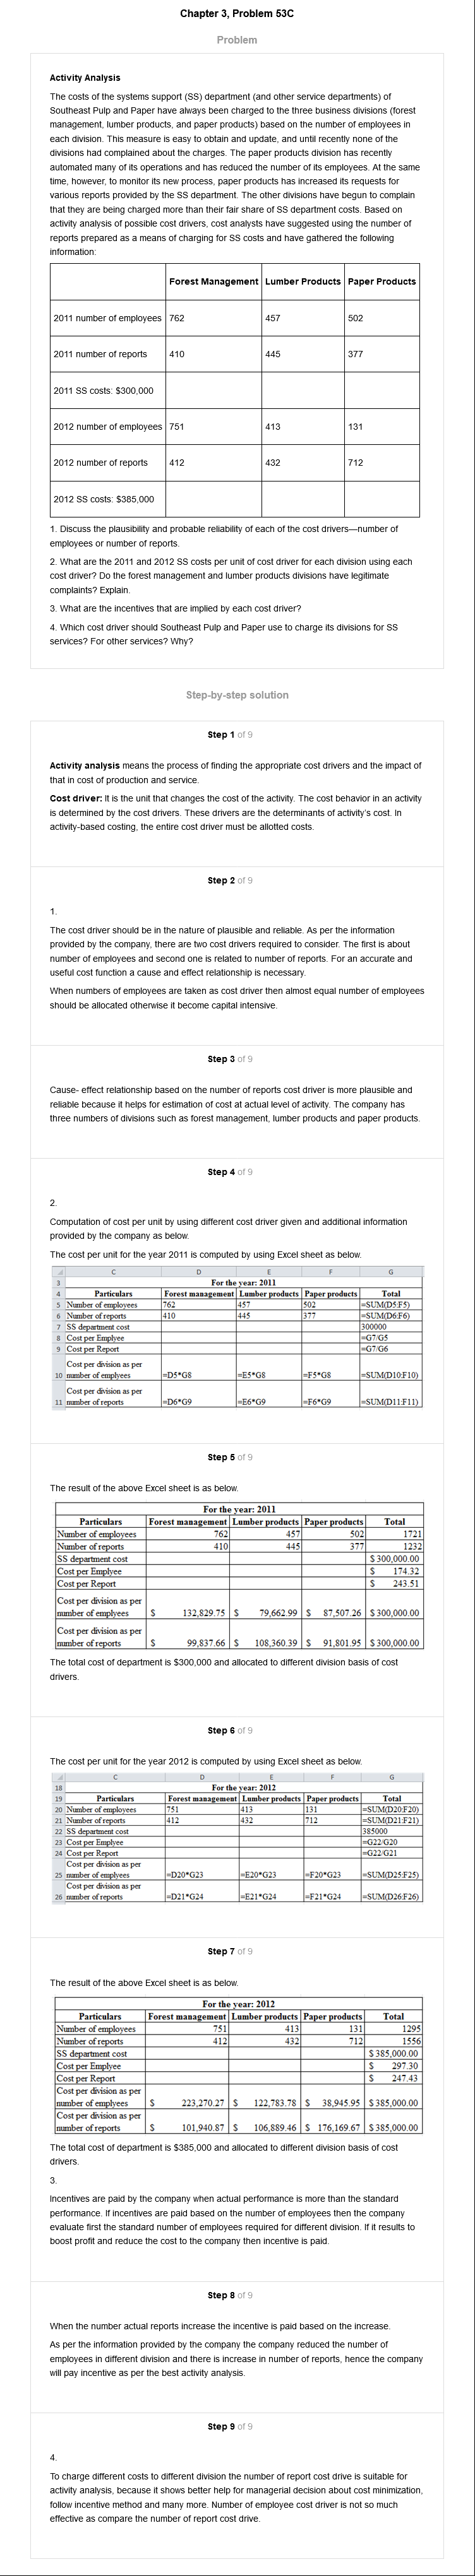 Chapter 3, Problem 53C
Problem
Activity Analysis
The costs of the systems support (SS) department (and other service departments) of
Southeast Pulp and Paper have always been charged to the three business divisions (forest
management, lumber products, and paper products) based on the number of employees in
each division. This measure is easy to obtain and update, and until recently none of the
divisions had complained about the charges. The paper products division has recently
automated many of its operations and has reduced the number of its employees. At the same
time, however, to monitor its new process, paper products has increased its requests for
various reports provided by the SS department. The other divisions have begun to complain
that they are being charged more than their fair share of SS department costs. Based on
activity analysis of possible cost drivers, cost analysts have suggested using the number of
reports prepared as a means of charging for SS costs and have gathered the following
information:
Forest Management Lumber Products Paper Products
2011 number of employees 762 457 502
2011 number of reports 410 445 377
2011 SS costs: $300,000
2012 number of employees 751 413 131
2012 number of reports 412 432 712
2012 SS costs: $385,000
1. Discuss the plausibility and probable reliability of each of the cost drivers—number of
employees or number of reports.
2. What are the 2011 and 2012 SS costs per unit of cost driver for each division using each
cost driver? Do the forest management and lumber products divisions have legitimate
complaints? Explain.
3. What are the incentives that are implied by each cost driver?
4. Which cost driver should Southeast Pulp and Paper use to charge its divisions for SS
services? For other services? Why?
Step-by-step solution
Step 1 of 9
Activity analysis means the process of finding the appropriate cost drivers and the impact of
that in cost of production and service.
Cost driver: It is the unit that changes the cost of the activity. The cost behavior in an activity
is determined by the cost drivers. These drivers are the determinants of activity's cost. In
activity-based costing, the entire cost driver must be allotted costs.
Step 2 of 9
1.
The cost driver should be in the nature of plausible and reliable. As per the information
provided by the company, there are two cost drivers required to consider. The first is about
number of employees and second one is related to number of reports. For an accurate and
useful cost function a cause and effect relationship is necessary.
When numbers of employees are taken as cost driver then almost equal number of employees
should be allocated otherwise it become capital intensive.
Step 3 of 9
Cause- effect relationship based on the number of reports cost driver is more plausible and
reliable because it helps for estimation of cost at actual level of activity. The company has
three numbers of divisions such as forest management, lumber products and paper products.
Step 4 of 9
2.
Computation of cost per unit by using different cost driver given and additional information
provided by the company as below.
The cost per unit for the year 2011 is computed by using Excel sheet as below.
C D E F G
3 For the year: 2011
4 Particulars Forest management Lumber products Paper products Total
5 Number of employees 762 457 502 =SUM(D5:F5)
6 Number of reports 410 445 377 =SUM(D6:F6)
7 SS department cost 300000
8 Cost per Emplyee =G7/G5
9 Cost per Report =G7/G6
Cost per division as per
10 number of emplyees =D5*G8 =E5*G8 =F5*G8 =SUM(D10:F10)
Cost per division as per
11 number of reports =D6*G9 =E6*G9 =F6*G9 =SUM(D11:F11)
Step 5 of 9
The result of the above Excel sheet is as below.
For the year: 2011
Particulars Forest management Lumber products Paper products Total
Number of employees 762 457 502 1721
Number of reports 410 445 377 1232
SS department cost $ 300,000.00
Cost per Emplyee $ 174.32
Cost per Report $ 243.51
Cost per division as per
number of emplyees $ 132,829.75 $ 79,662.99 $ 87,507.26 $ 300,000.00
Cost per division as per
number of reports $ 99,837.66 $ 108,360.39 $ 91,801.95 $ 300,000.00
The total cost of department is $300,000 and allocated to different division basis of cost
drivers.
Step 6 of 9
The cost per unit for the year 2012 is computed by using Excel sheet as below.
C D E F G
18 For the year: 2012
19 Particulars Forest management Lumber products Paper products Total
20 Number of employees 751 413 131 =SUM(D20:F20)
21 Number of reports 412 432 712 =SUM(D21:F21)
22 SS department cost 385000
23 Cost per Emplyee =G22/G20
24 Cost per Report =G22/G21
Cost per division as per
25 number of emplyees =D20*G23 =E20*G23 =F20*G23 =SUM(D25:F25)
Cost per division as per
26 number of reports =D21*G24 =E21*G24 =F21*G24 =SUM(D26:F26)
Step 7 of 9
The result of the above Excel sheet is as below.
For the year: 2012
Particulars Forest management Lumber products Paper products Total
Number of employees 751 413 131 1295
Number of reports 412 432 712 1556
SS department cost $ 385,000.00
Cost per Emplyee $ 297.30
Cost per Report $ 247.43
Cost per division as per
number of emplyees $ 223,270.27 $ 122,783.78 $ 38,945.95 $ 385,000.00
Cost per division as per
number of reports $ 101,940.87 $ 106,889.46 $ 176,169.67 $ 385,000.00
The total cost of department is $385,000 and allocated to different division basis of cost
drivers.
3.
Incentives are paid by the company when actual performance is more than the standard
performance. If incentives are paid based on the number of employees then the company
evaluate first the standard number of employees required for different division. If it results to
boost profit and reduce the cost to the company then incentive is paid.
Step 8 of 9
When the number actual reports increase the incentive is paid based on the increase.
As per the information provided by the company the company reduced the number of
employees in different division and there is increase in number of reports, hence the company
will pay incentive as per the best activity analysis.
Step 9 of 9
4.
To charge different costs to different division the number of report cost drive is suitable for
activity analysis, because it shows better help for managerial decision about cost minimization,
follow incentive method and many more. Number of employee cost driver is not so much
effective as compare the number of report cost drive.